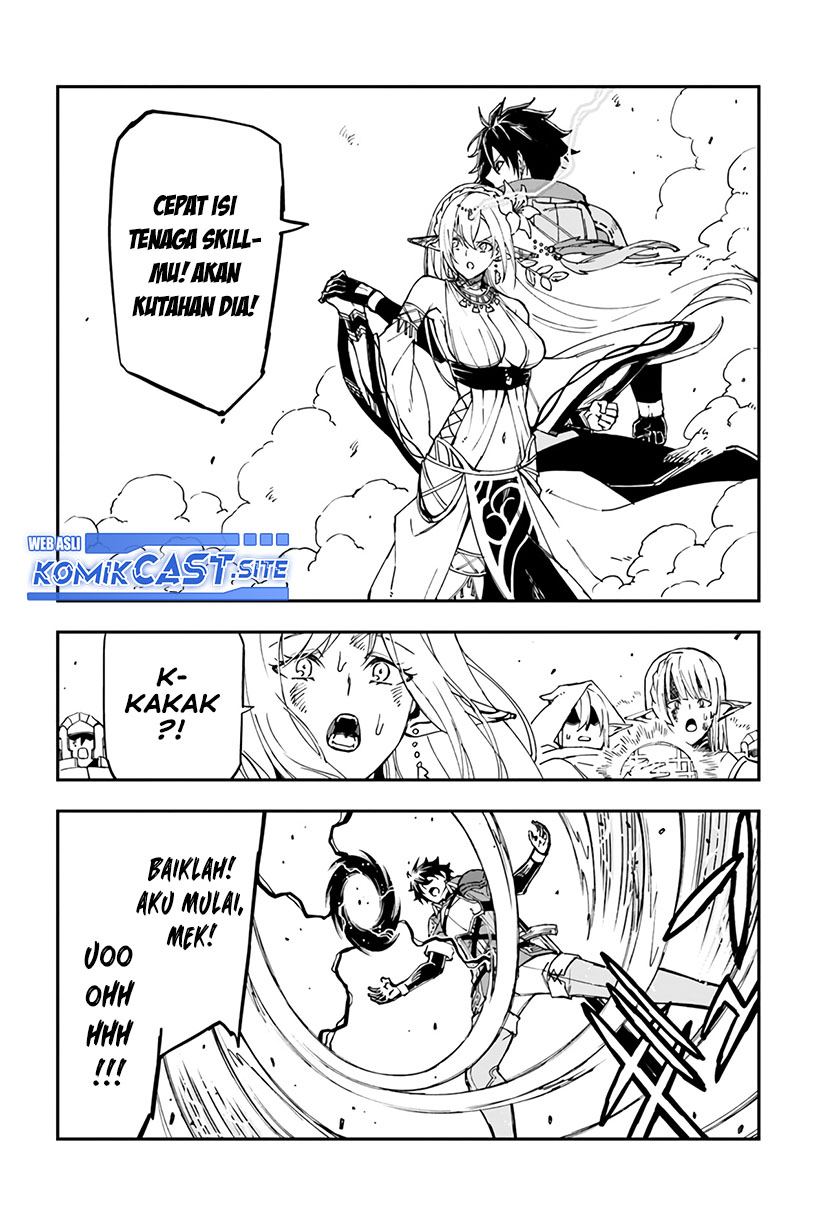 CEPAT ISI
TENAGA SKILL-
MU! AKAN
KUTAHAN DIA!
WEB ASLI
KOMIKCAST.SITE
K-
KAKAK
?!
BAIKLAH!
AKU MULAI,
MEK!
UOO
OHH
HHH
!!!